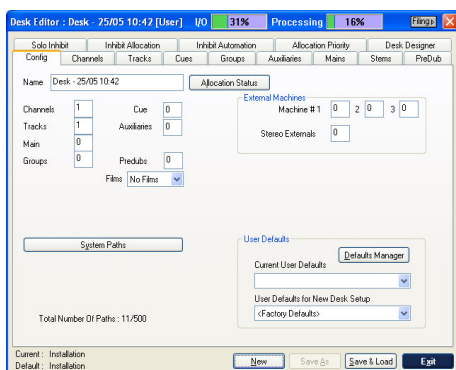 Desk Editor : Desk - 25/05 10:42 [User] I/O 31% Processing 16% Filing
Solo Inhibit Inhibit Allocation Inhibit Automation Allocation Priority Desk Designer
Config Channels Tracks Cues Groups Auxiliaries Mains Stems PreDub
Name Desk - 25/05 10:42 Allocation Status
External Machines
Channels 1 Cue 0 Machine # 1 0 2 0 3 0
Tracks 1 Auxiliaries 0 Stereo Externals 0
Main 0
Groups 0 Predubs 0
Films No Films
System Paths
User Defaults
Defaults Manager
Current User Defaults
User Defaults for New Desk Setup
<Factory Defaults>
Total Number Of Paths : 11/500
Current : Installation
Default : Installation
New Save As Save & Load Exit